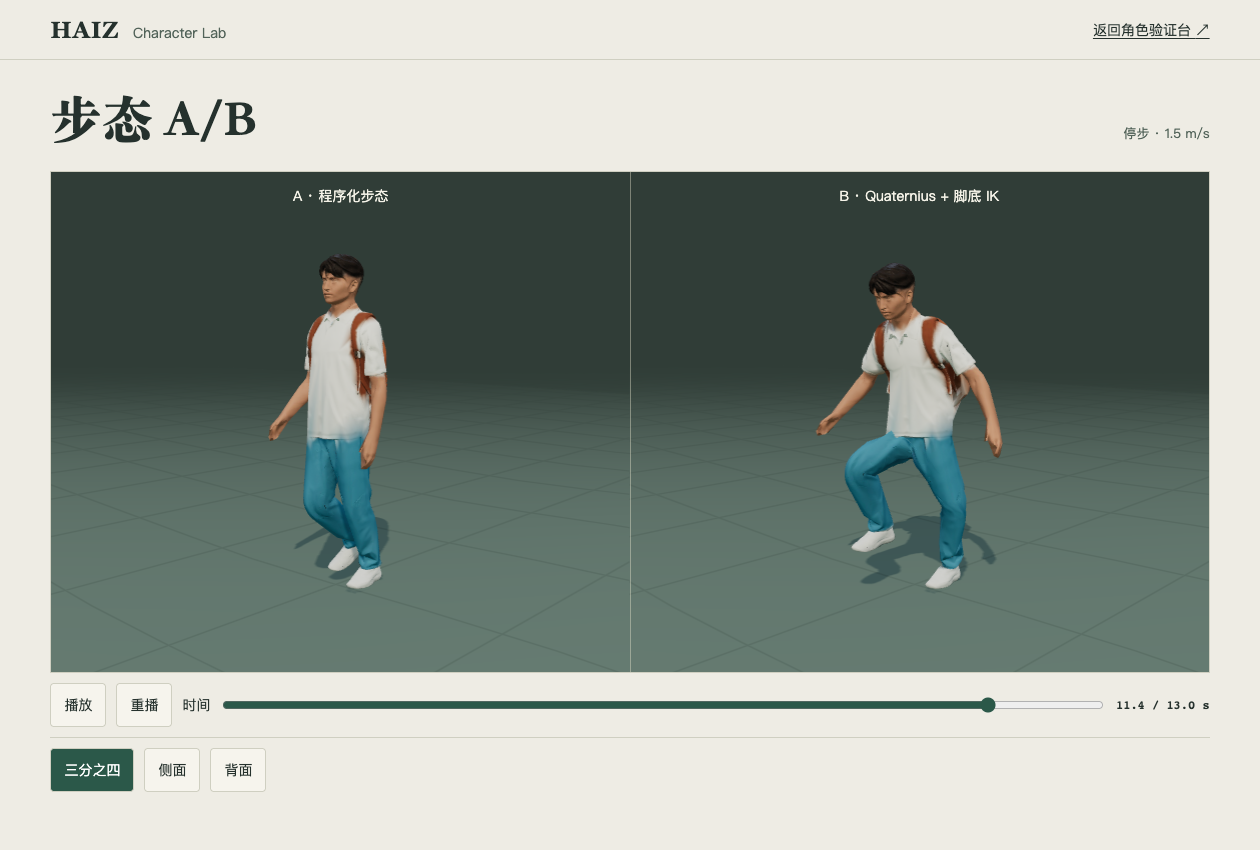 HAIZ Character Lab 返回角色验证台 ↗
步态 A/B
停步 · 1.5 m/s
A · 程序化步态
B · Quaternius + 脚底 IK
播放 重播 时间 11.4 / 13.0 s
三分之四 侧面 背面